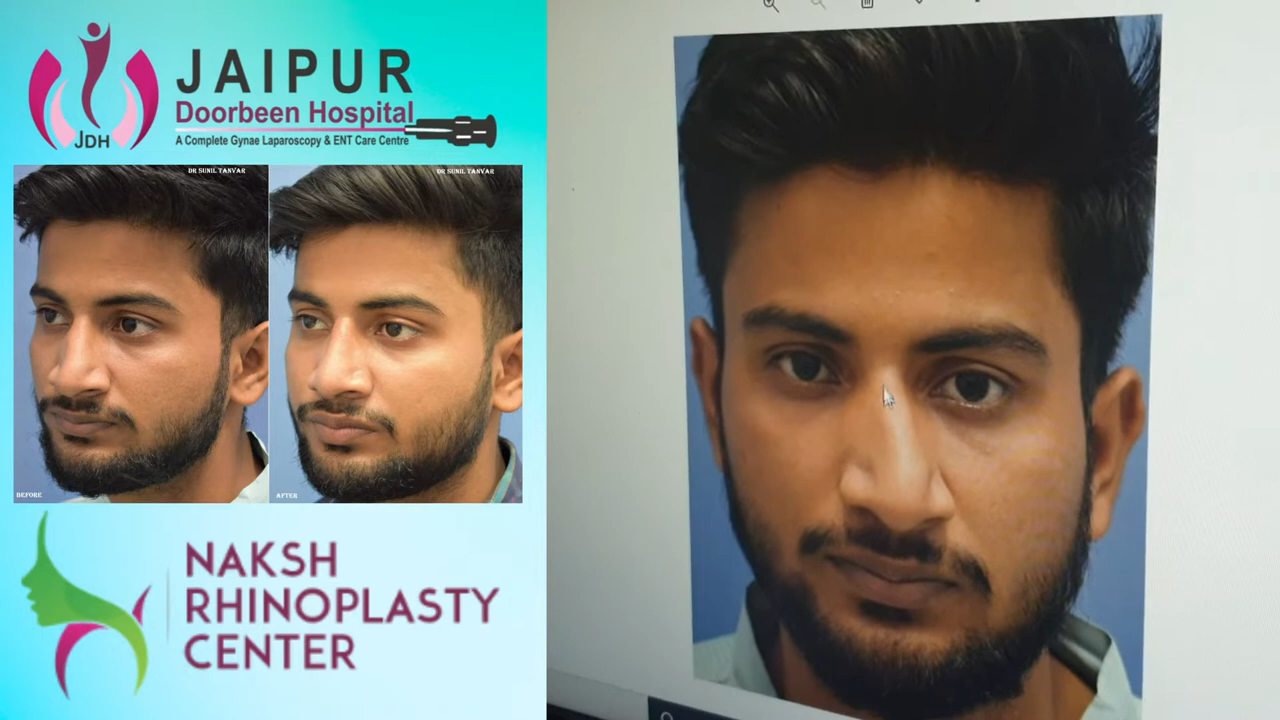 JAIPUR
Doorbeen Hospital
A Complete Gynae Laparoscopy & ENT Care Centre
JDH
DR SUNIL TANVAR
DR SUNIL TANVAR
BEFORE
AFTER
NAKSH
RHINOPLASTY
CENTER